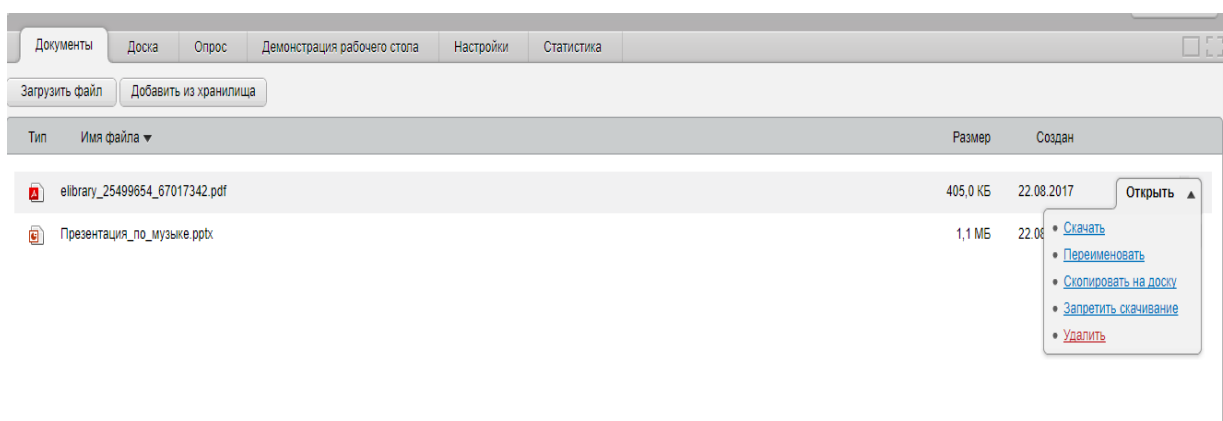 Документы Доска Опрос Демонстрация рабочего стола Настройки Статистика
Загрузить файл Добавить из хранилища
Тип Имя файла Размер Создан
elibrary_25499654_67017342.pdf 405,0 КБ 22.08.2017 Открыть
Презентация_по_музыке.pptx 1,1 МБ 22.08
Скачать
Переименовать
Скопировать на доску
Запретить скачивание
Удалить